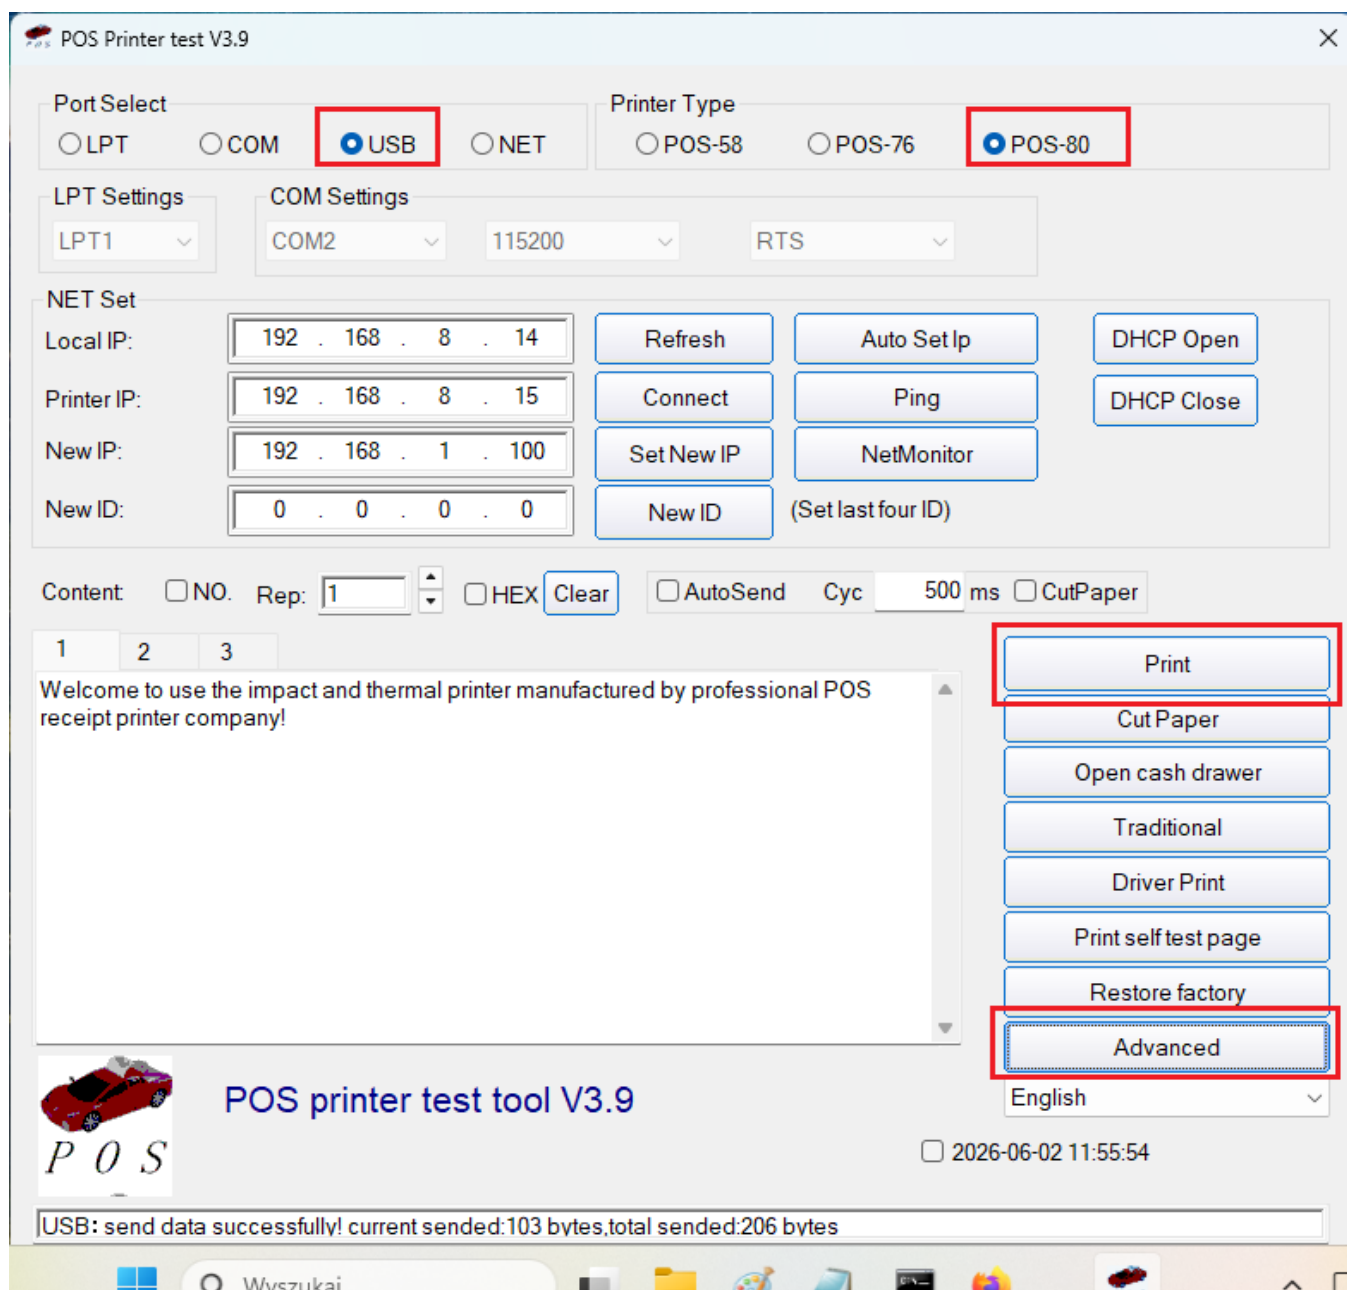 POS Printer test V3.9
Port Select
LPT COM USB NET
Printer Type
POS-58 POS-76 POS-80
LPT Settings
LPT1
COM Settings
COM2 115200 RTS
NET Set
Local IP: 192 . 168 . 8 . 14 Refresh Auto Set Ip DHCP Open
Printer IP: 192 . 168 . 8 . 15 Connect Ping DHCP Close
New IP: 192 . 168 . 1 . 100 Set New IP NetMonitor
New ID: 0 . 0 . 0 . 0 New ID (Set last four ID)
Content: NO. Rep: 1 HEX Clear AutoSend Cyc 500 ms CutPaper
1 2 3
Welcome to use the impact and thermal printer manufactured by professional POS
receipt printer company!
Print
Cut Paper
Open cash drawer
Traditional
Driver Print
Print self test page
Restore factory
Advanced
English
POS
POS printer test tool V3.9
2026-06-02 11:55:54
USB: send data successfully! current sended:103 bytes,total sended:206 bytes
Wyszukaj